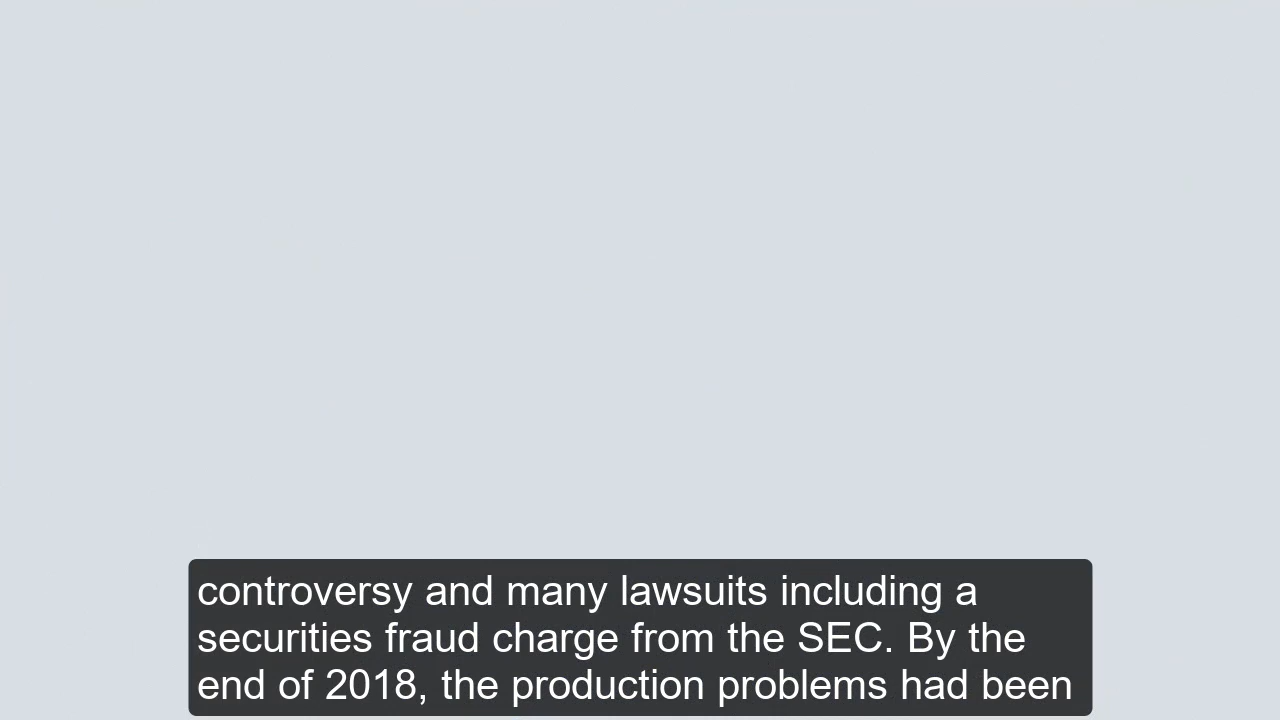 controversy and many lawsuits including a
securities fraud charge from the SEC. By the
end of 2018, the production problems had been